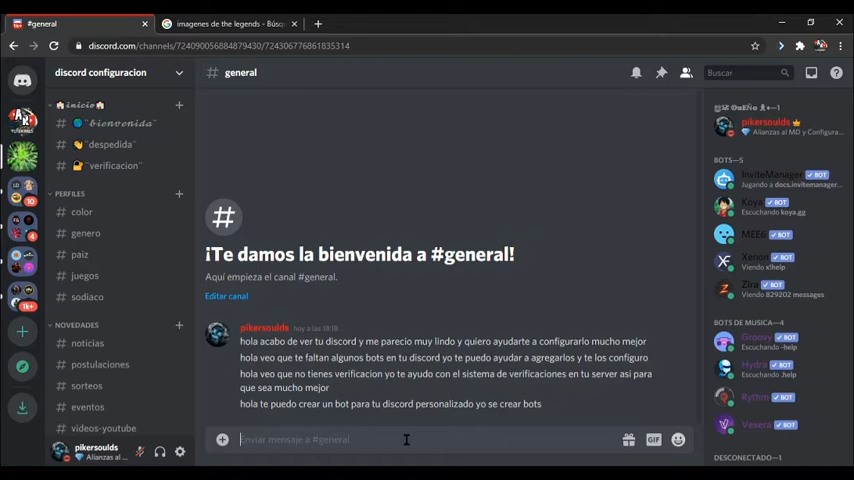 #general
imagenes de the legends - Búsq
discord.com/channels/724090056884879430/724306776861835314
discord configuracion
# general
Buscar
🏠𝓲𝓷𝓲𝓬𝓲𝓸🏠
# 🌎¨𝓫𝓲𝓮𝓷𝓿𝓮𝓷𝓲𝓭𝓪¨
# 👋¨despedida¨
# 🔐¨verificacion¨
PERFILES
# color
# genero
# paiz
# juegos
# sodiaco
NOVEDADES
# noticias
# postulaciones
# sorteos
# eventos
# videos-youtube
10
4
1k+
pikersoulds
💎 Alianzas al ...
#
¡Te damos la bienvenida a #general!
Aquí empieza el canal #general.
Editar canal
pikersoulds hoy a las 18:18
hola acabo de ver tu discord y me parecio muy lindo y quiero ayudarte a configurarlo mucho mejor
hola veo que te faltan algunos bots en tu discord yo te puedo ayudar a agregarlos y te los configuro
hola veo que no tienes verificacion yo te ayudo con el sistema de verificaciones en tu server asi para
que sea mucho mejor
hola te puedo crear un bot para tu discord personalizado yo se crear bots
Enviar mensaje a #general
GIF
pikersoulds
💎 Alianzas al MD y Configura...
BOTS—5
InviteManager ✓ BOT
Jugando a docs.invitemanager...
Koya ✓ BOT
Escuchando koya.gg
MEE6 ✓ BOT
Xenon ✓ BOT
Viendo x!help
Zira ✓ BOT
Viendo 829202 messages
BOTS DE MUSICA—4
Groovy ✓ BOT
Escuchando -help
Hydra ✓ BOT
Escuchando .help
Rythm ✓ BOT
Vexera ✓ BOT
DESCONECTADO—1